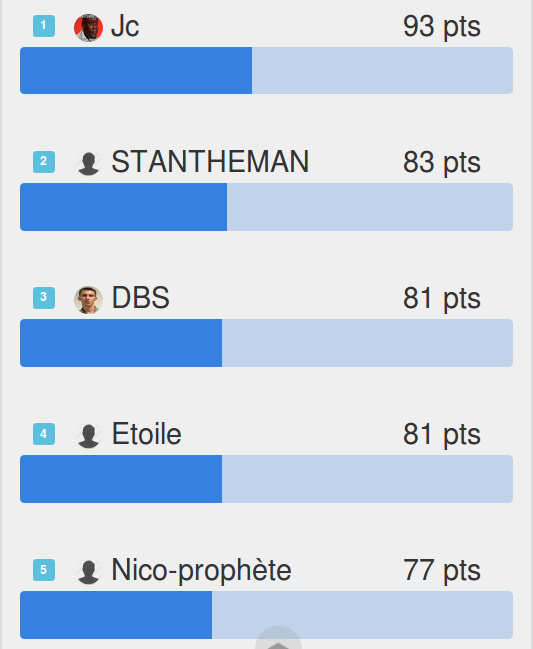 1 Jc 93 pts
2 STANTHEMAN 83 pts
3 DBS 81 pts
4 Etoile 81 pts
5 Nico-prophète 77 pts